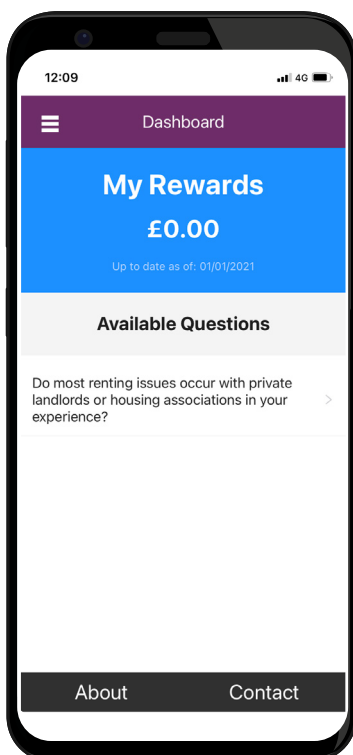 12:09
4G
Dashboard
My Rewards
£0.00
Up to date as of: 01/01/2021
Available Questions
Do most renting issues occur with private
landlords or housing associations in your
experience?
About
Contact